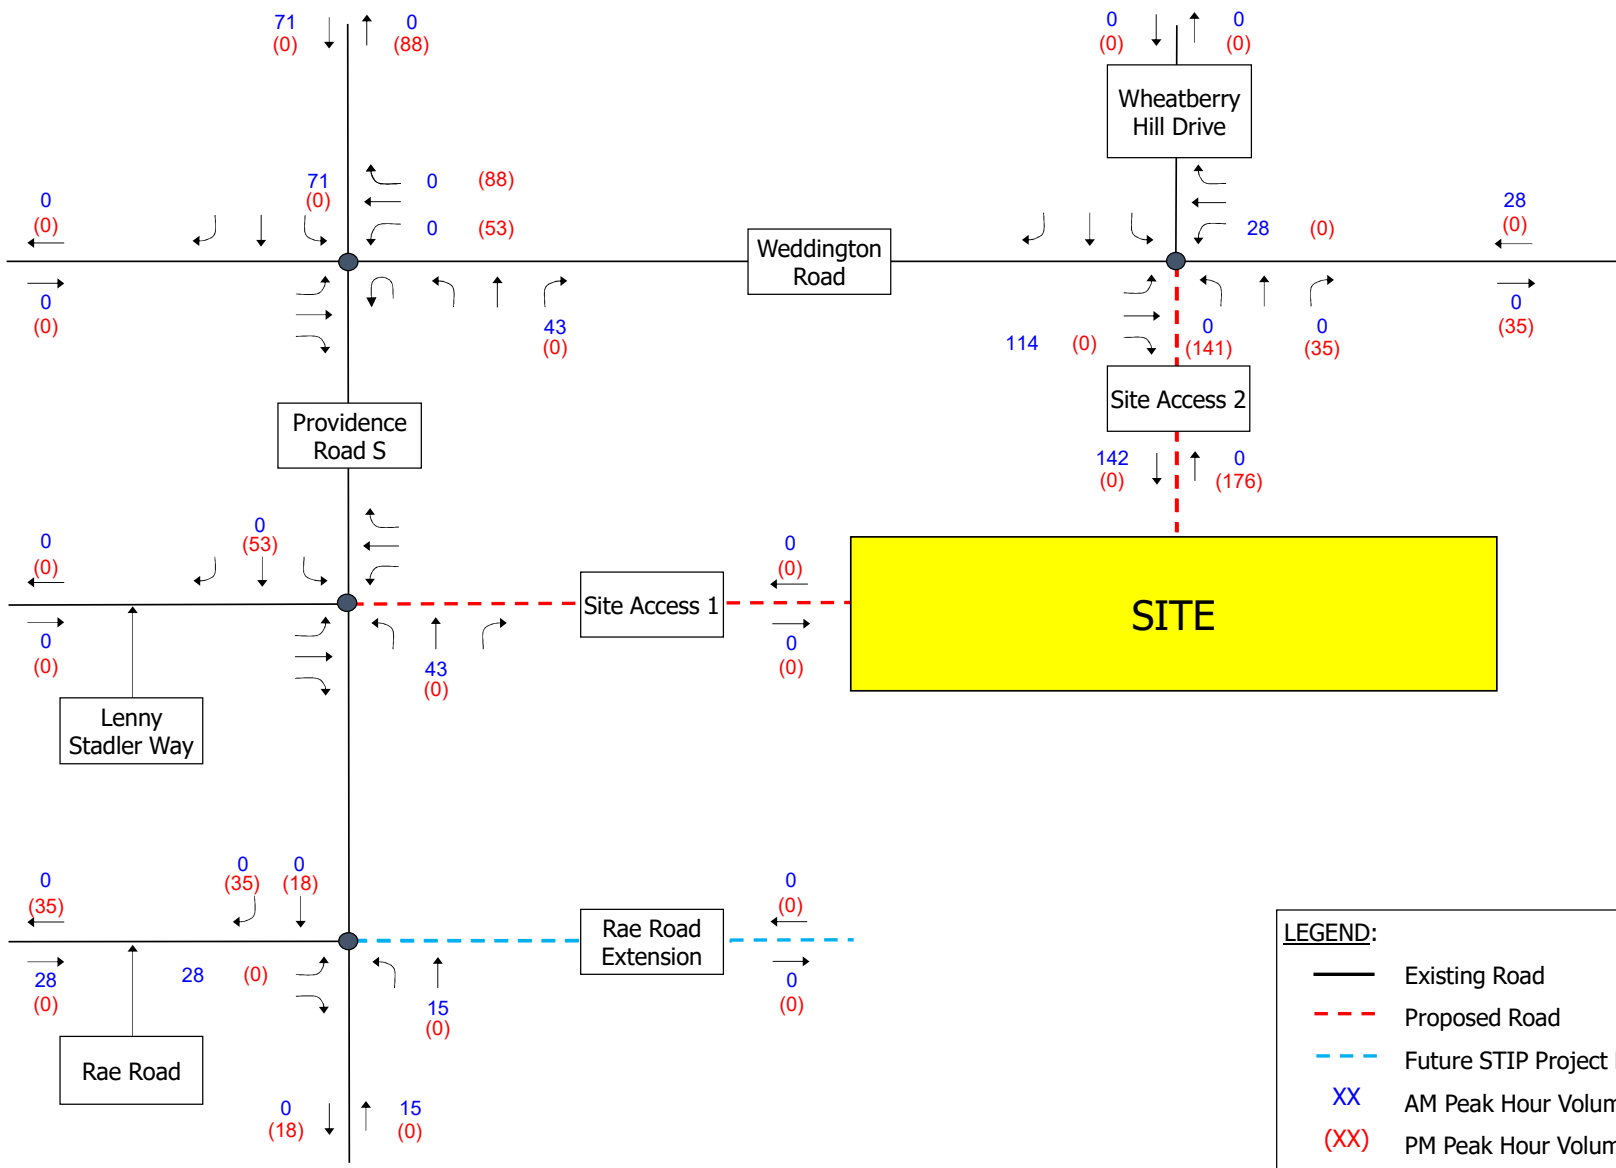 71 0 0 0
(0) (88) (0) (0)
Wheatberry
Hill Drive
71 0 (88)
(0)
0 (53)
0
(0)
28
(0)
28 (0)
Weddington
Road
0
(0)
43
(0)
0 0
(141) (35)
0
(35)
114 (0)
Site Access 2
Providence
Road S
142 0
(0) (176)
0
(53)
0
(0)
0
(0)
Site Access 1
SITE
0
(0)
43
(0)
0
(0)
Lenny
Stadler Way
0 0
(35) (18)
0
(35)
0
(0)
Rae Road
Extension
28
(0)
28 (0)
15
(0)
0
(0)
Rae Road
0 15
(18) (0)
LEGEND:
Existing Road
Proposed Road
Future STIP Project
XX AM Peak Hour Volum
(XX) PM Peak Hour Volum